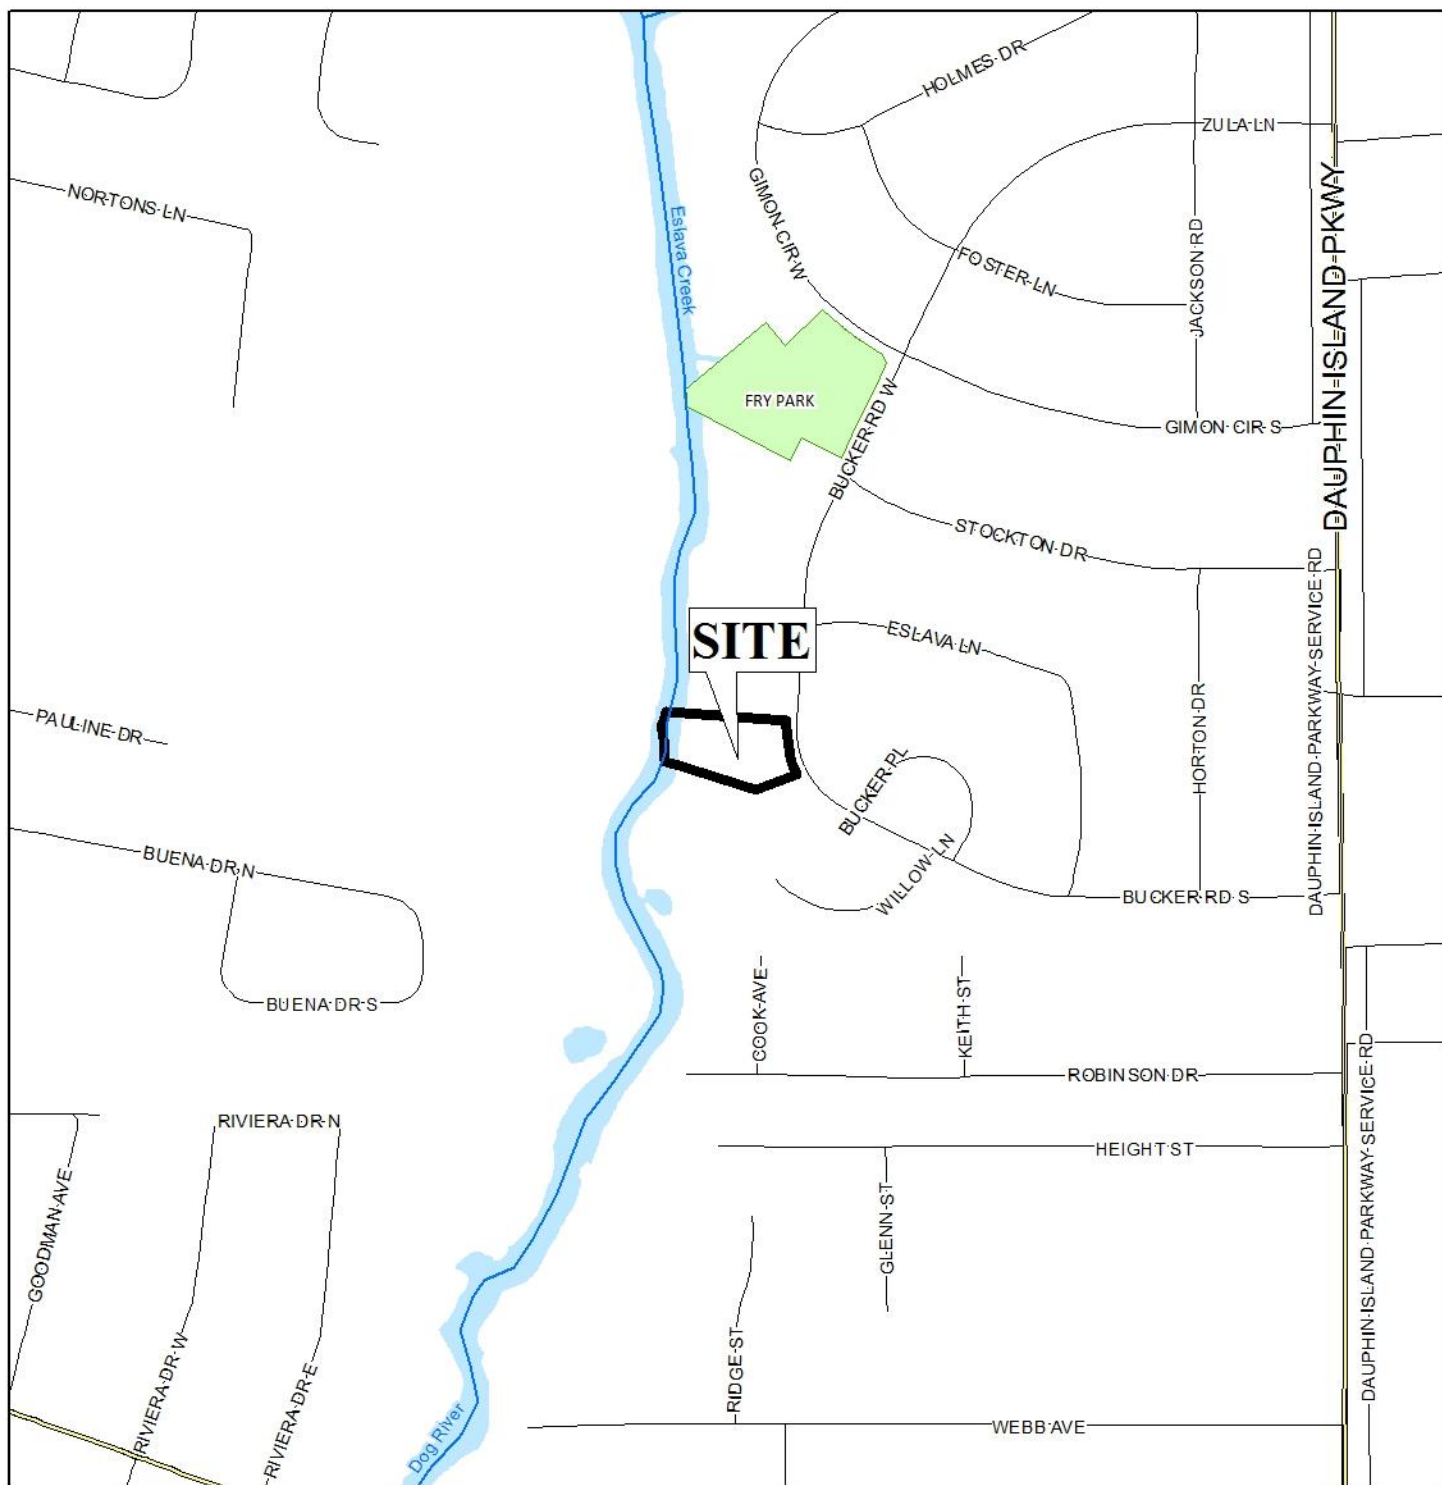 HOLMES DR
ZULA LN
NORTONS LN
GIMON CIR W
Eslava Creek
FOSTER LN
JACKSON RD
DAUPHIN ISLAND PKWY
FRY PARK
BUCKER RD W
GIMON CIR S
STOCKTON DR
DAUPHIN ISLAND PARKWAY SERVICE RD
SITE
ESLAVA LN
PAULINE DR
HORTON DR
BUCKER PL
BUENA DR N
WILLOW LN
BUCKER RD S
BUENA DR S
COOK AVE
KEITH ST
ROBINSON DR
DAUPHIN ISLAND PARKWAY SERVICE RD
RIVIERA DR N
HEIGHT ST
GOODMAN AVE
GLENN ST
RIVIERA DR W
RIVIERA DR E
RIDGE ST
Dog River
WEBB AVE